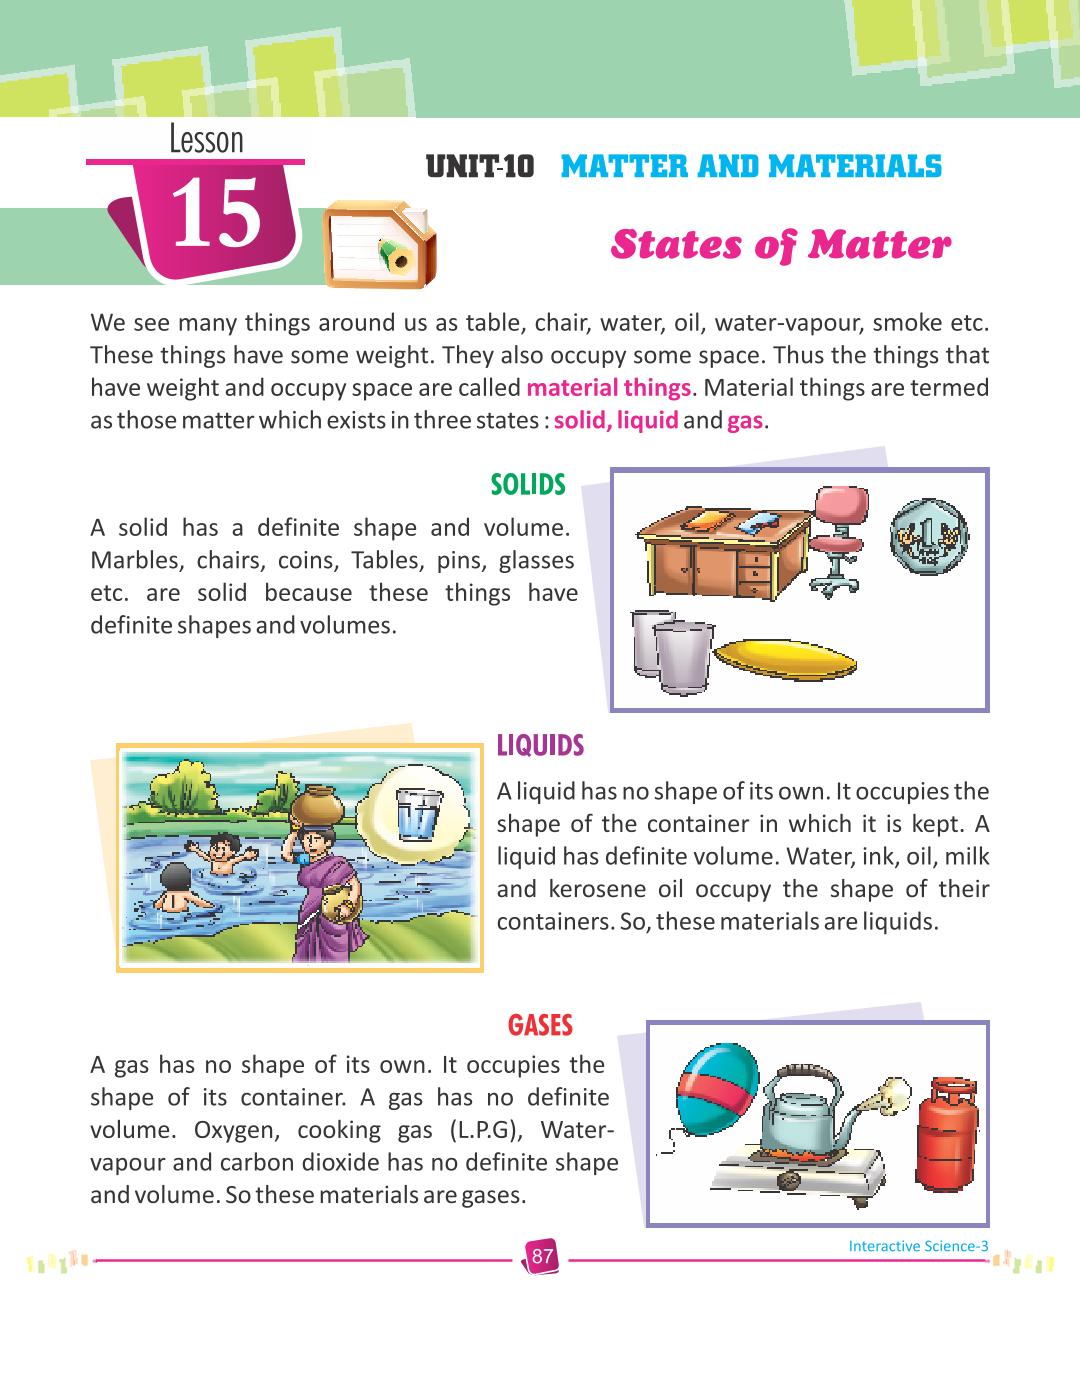 Lesson
15
UNIT-10 MATTER AND MATERIALS
States of Matter
We see many things around us as table, chair, water, oil, water-vapour, smoke etc.
These things have some weight. They also occupy some space. Thus the things that
have weight and occupy space are called material things. Material things are termed
as those matter which exists in three states : solid, liquid and gas.
SOLIDS
A solid has a definite shape and volume.
Marbles, chairs, coins, Tables, pins, glasses
etc. are solid because these things have
definite shapes and volumes.
1
LIQUIDS
A liquid has no shape of its own. It occupies the
shape of the container in which it is kept. A
liquid has definite volume. Water, ink, oil, milk
and kerosene oil occupy the shape of their
containers. So, these materials are liquids.
GASES
A gas has no shape of its own. It occupies the
shape of its container. A gas has no definite
volume. Oxygen, cooking gas (L.P.G), Water-
vapour and carbon dioxide has no definite shape
and volume. So these materials are gases.
87
Interactive Science-3